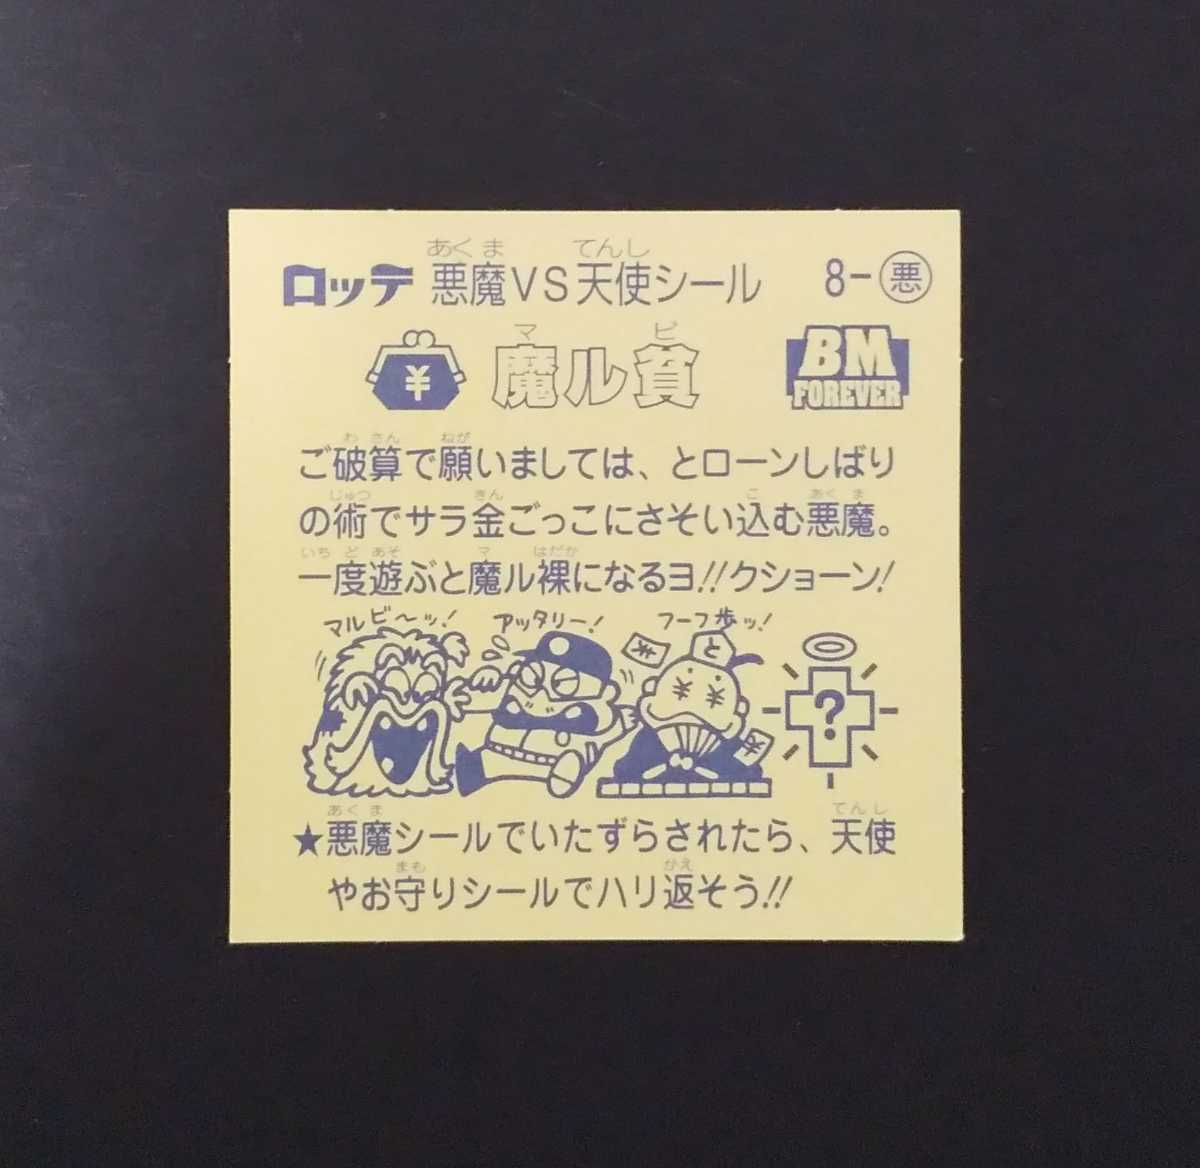 あくま てんし
ロッテ 悪魔VS天使シール 8-悪
マ ビ
¥ 魔ル貧 BM FOREVER
わさん ねが
ご破算で願いましては、とローンしばり
じゅつ きん こ あくま
の術でサラ金ごっこにさそい込む悪魔。
いちど あそ マ はだか
一度遊ぶと魔ル裸になるヨ!!クショーン!
マルビ～ッ! アッタリー! フーフ歩ッ!
と
¥ ¥
?
あくま てんし
★悪魔シールでいたずらされたら、天使
まも かえ
やお守りシールでハリ返そう!!